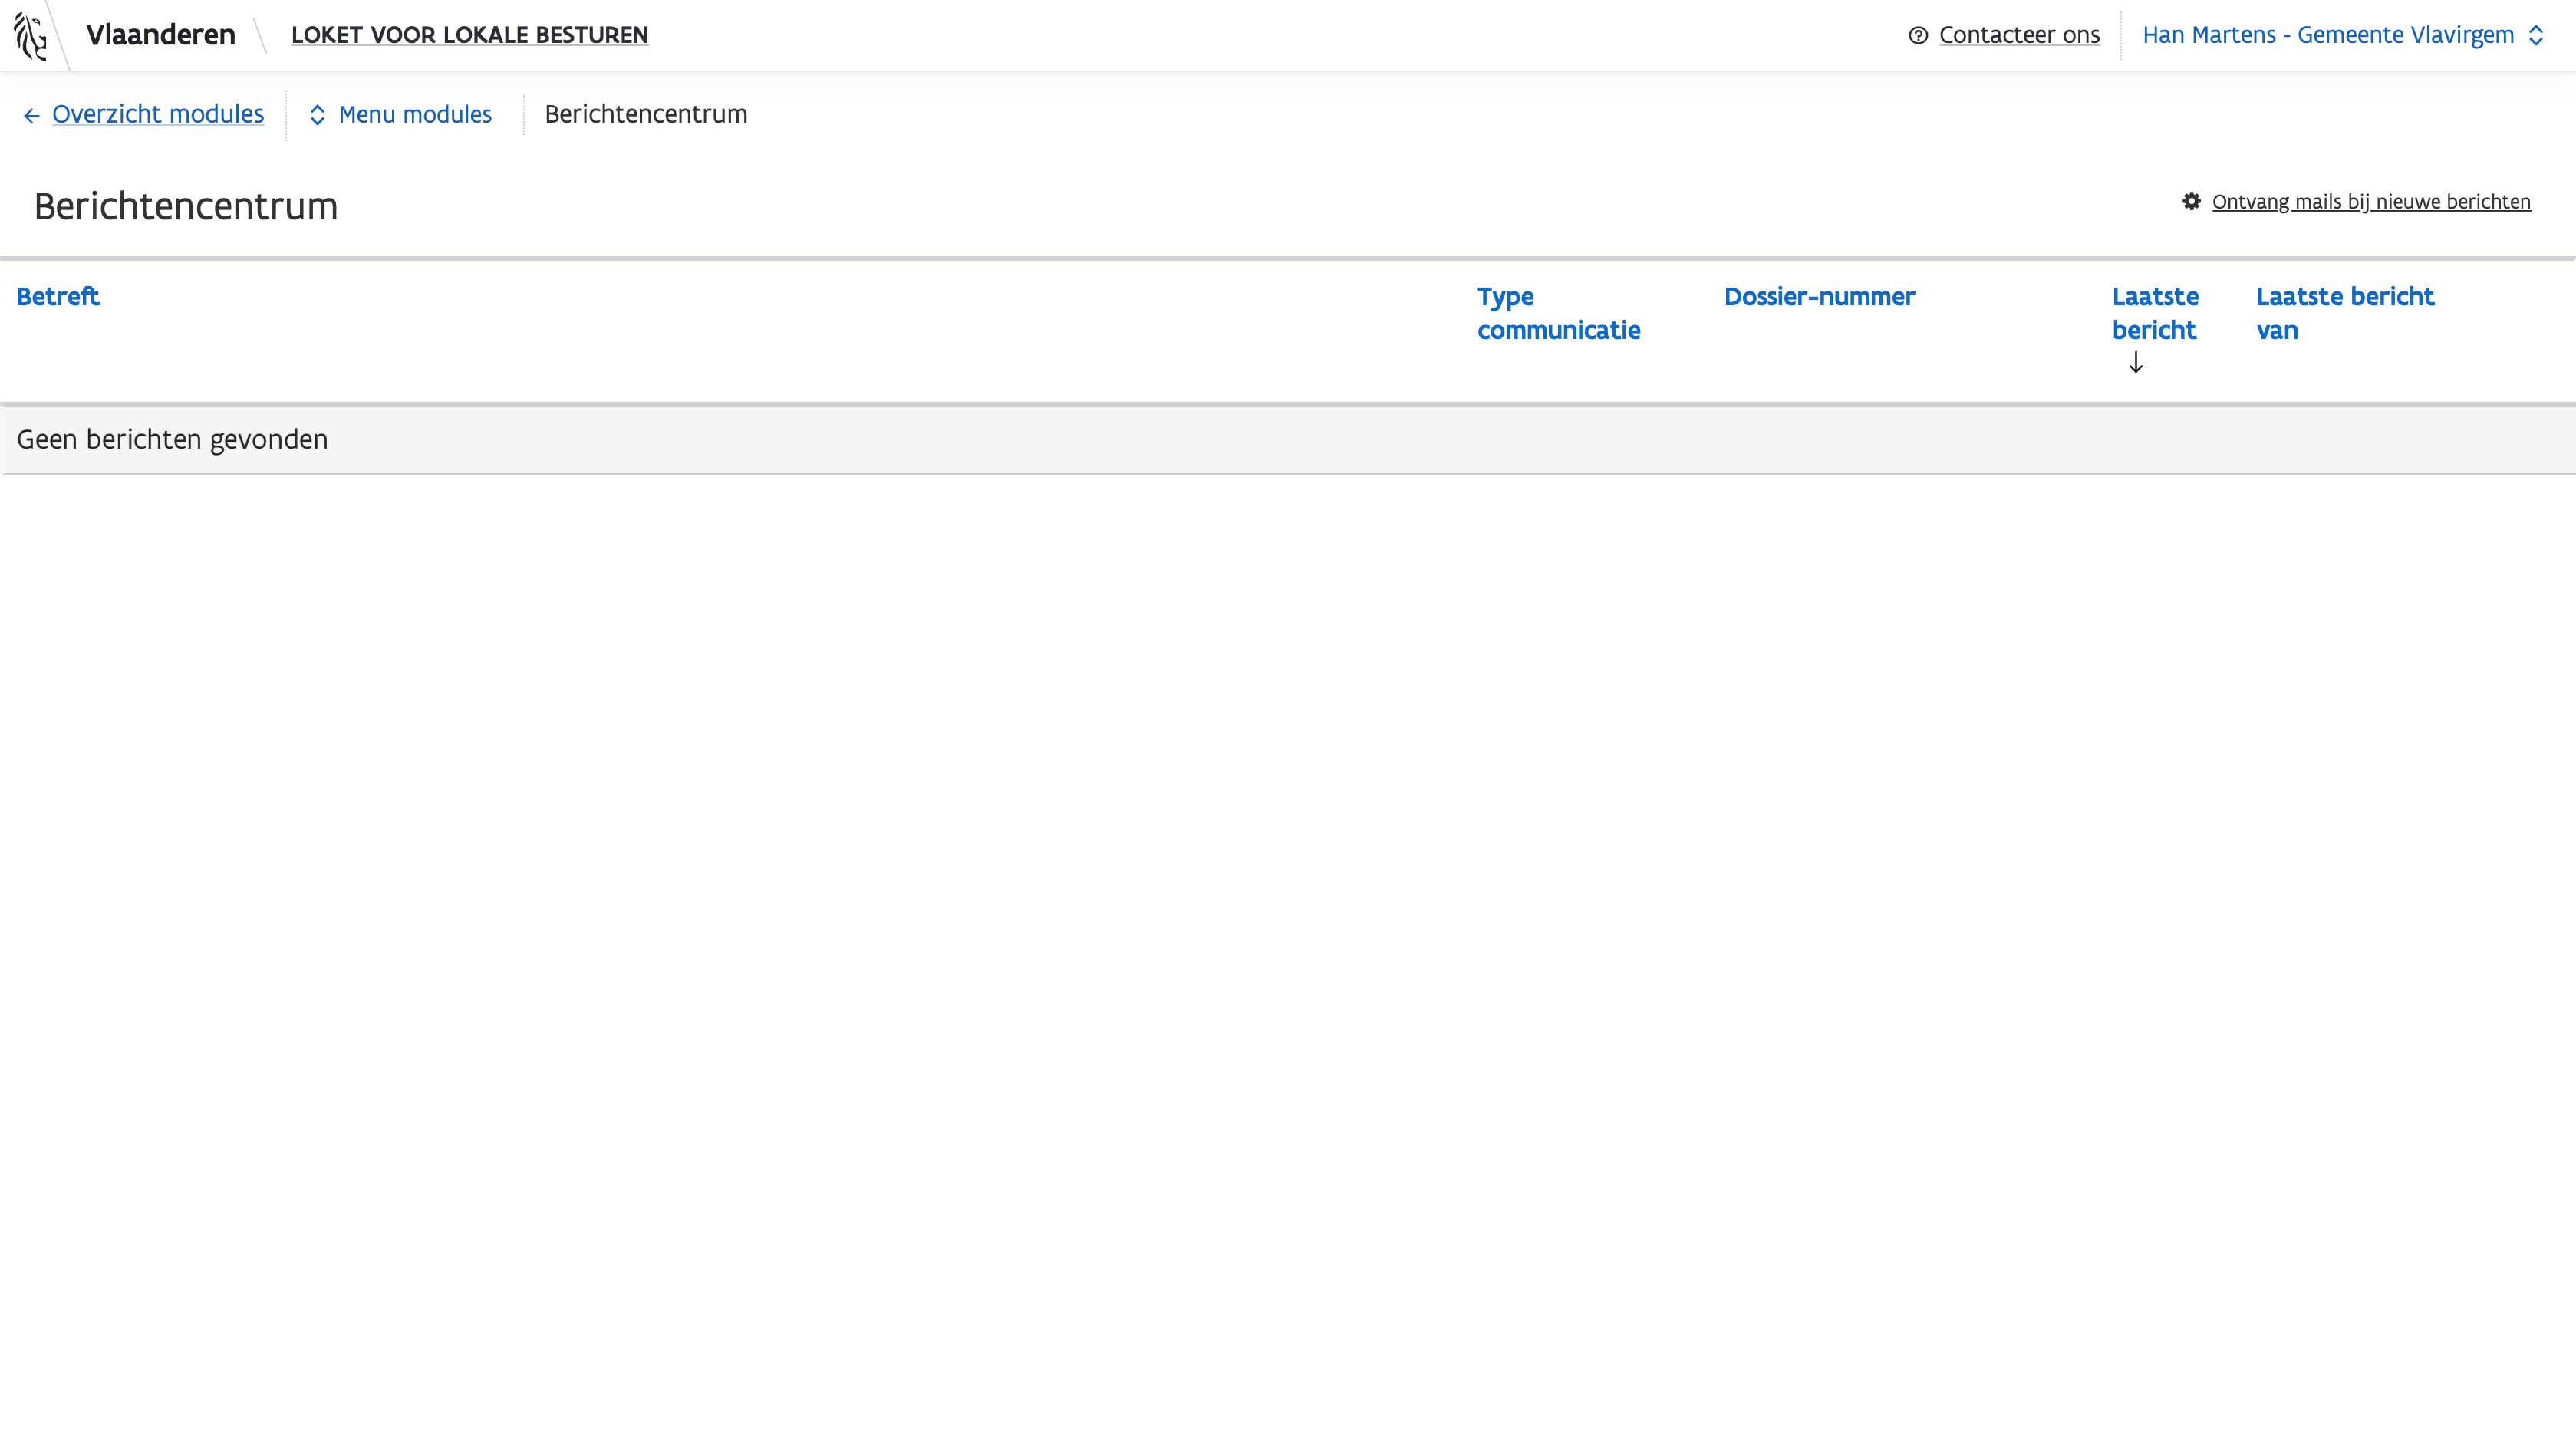 Vlaanderen
LOKET VOOR LOKALE BESTUREN
Contacteer ons
Han Martens - Gemeente Vlavirgem
Overzicht modules
Menu modules
Berichtencentrum
Berichtencentrum
Ontvang mails bij nieuwe berichten
Betreft
Type
communicatie
Dossier-nummer
Laatste
bericht
Laatste bericht
van
Geen berichten gevonden